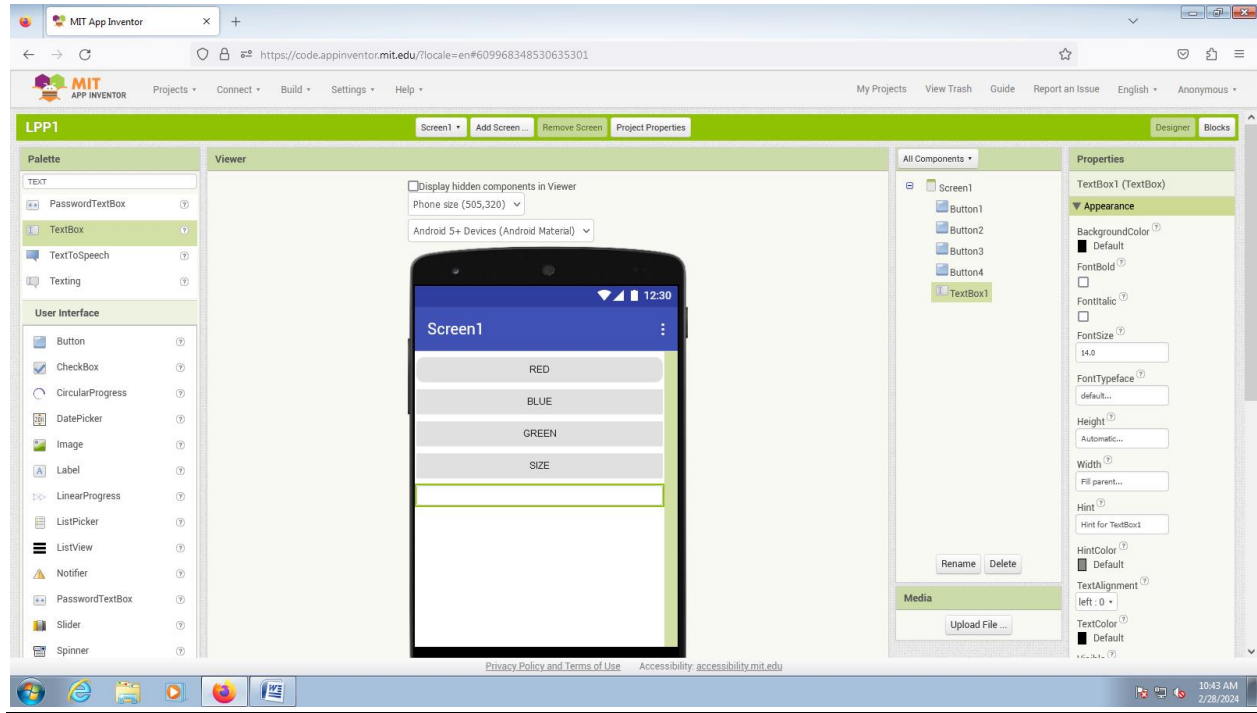 MIT App Inventor
https://code.appinventor.mit.edu/?locale=en#609968348530635301
MIT
APP INVENTOR
Projects
Connect
Build
Settings
Help
My Projects
View Trash
Guide
Report an Issue
English
Anonymous
LPP1
Screen1
Add Screen ...
Remove Screen
Project Properties
Designer
Blocks
Palette
TEXT
PasswordTextBox
TextBox
TextToSpeech
Texting
User Interface
Button
CheckBox
CircularProgress
DatePicker
Image
Label
LinearProgress
ListPicker
ListView
Notifier
PasswordTextBox
Slider
Spinner
Viewer
Display hidden components in Viewer
Phone size (505,320)
Android 5+ Devices (Android Material)
12:30
Screen1
RED
BLUE
GREEN
SIZE
All Components
Screen1
Button1
Button2
Button3
Button4
TextBox1
Rename
Delete
Media
Upload File ...
Properties
TextBox1 (TextBox)
Appearance
BackgroundColor
Default
FontBold
FontItalic
FontSize
14.0
FontTypeface
default...
Height
Automatic...
Width
Fill parent...
Hint
Hint for TextBox1
HintColor
Default
TextAlignment
left : 0
TextColor
Default
Privacy Policy and Terms of Use
Accessibility: accessibility.mit.edu
10:43 AM
2/28/2024